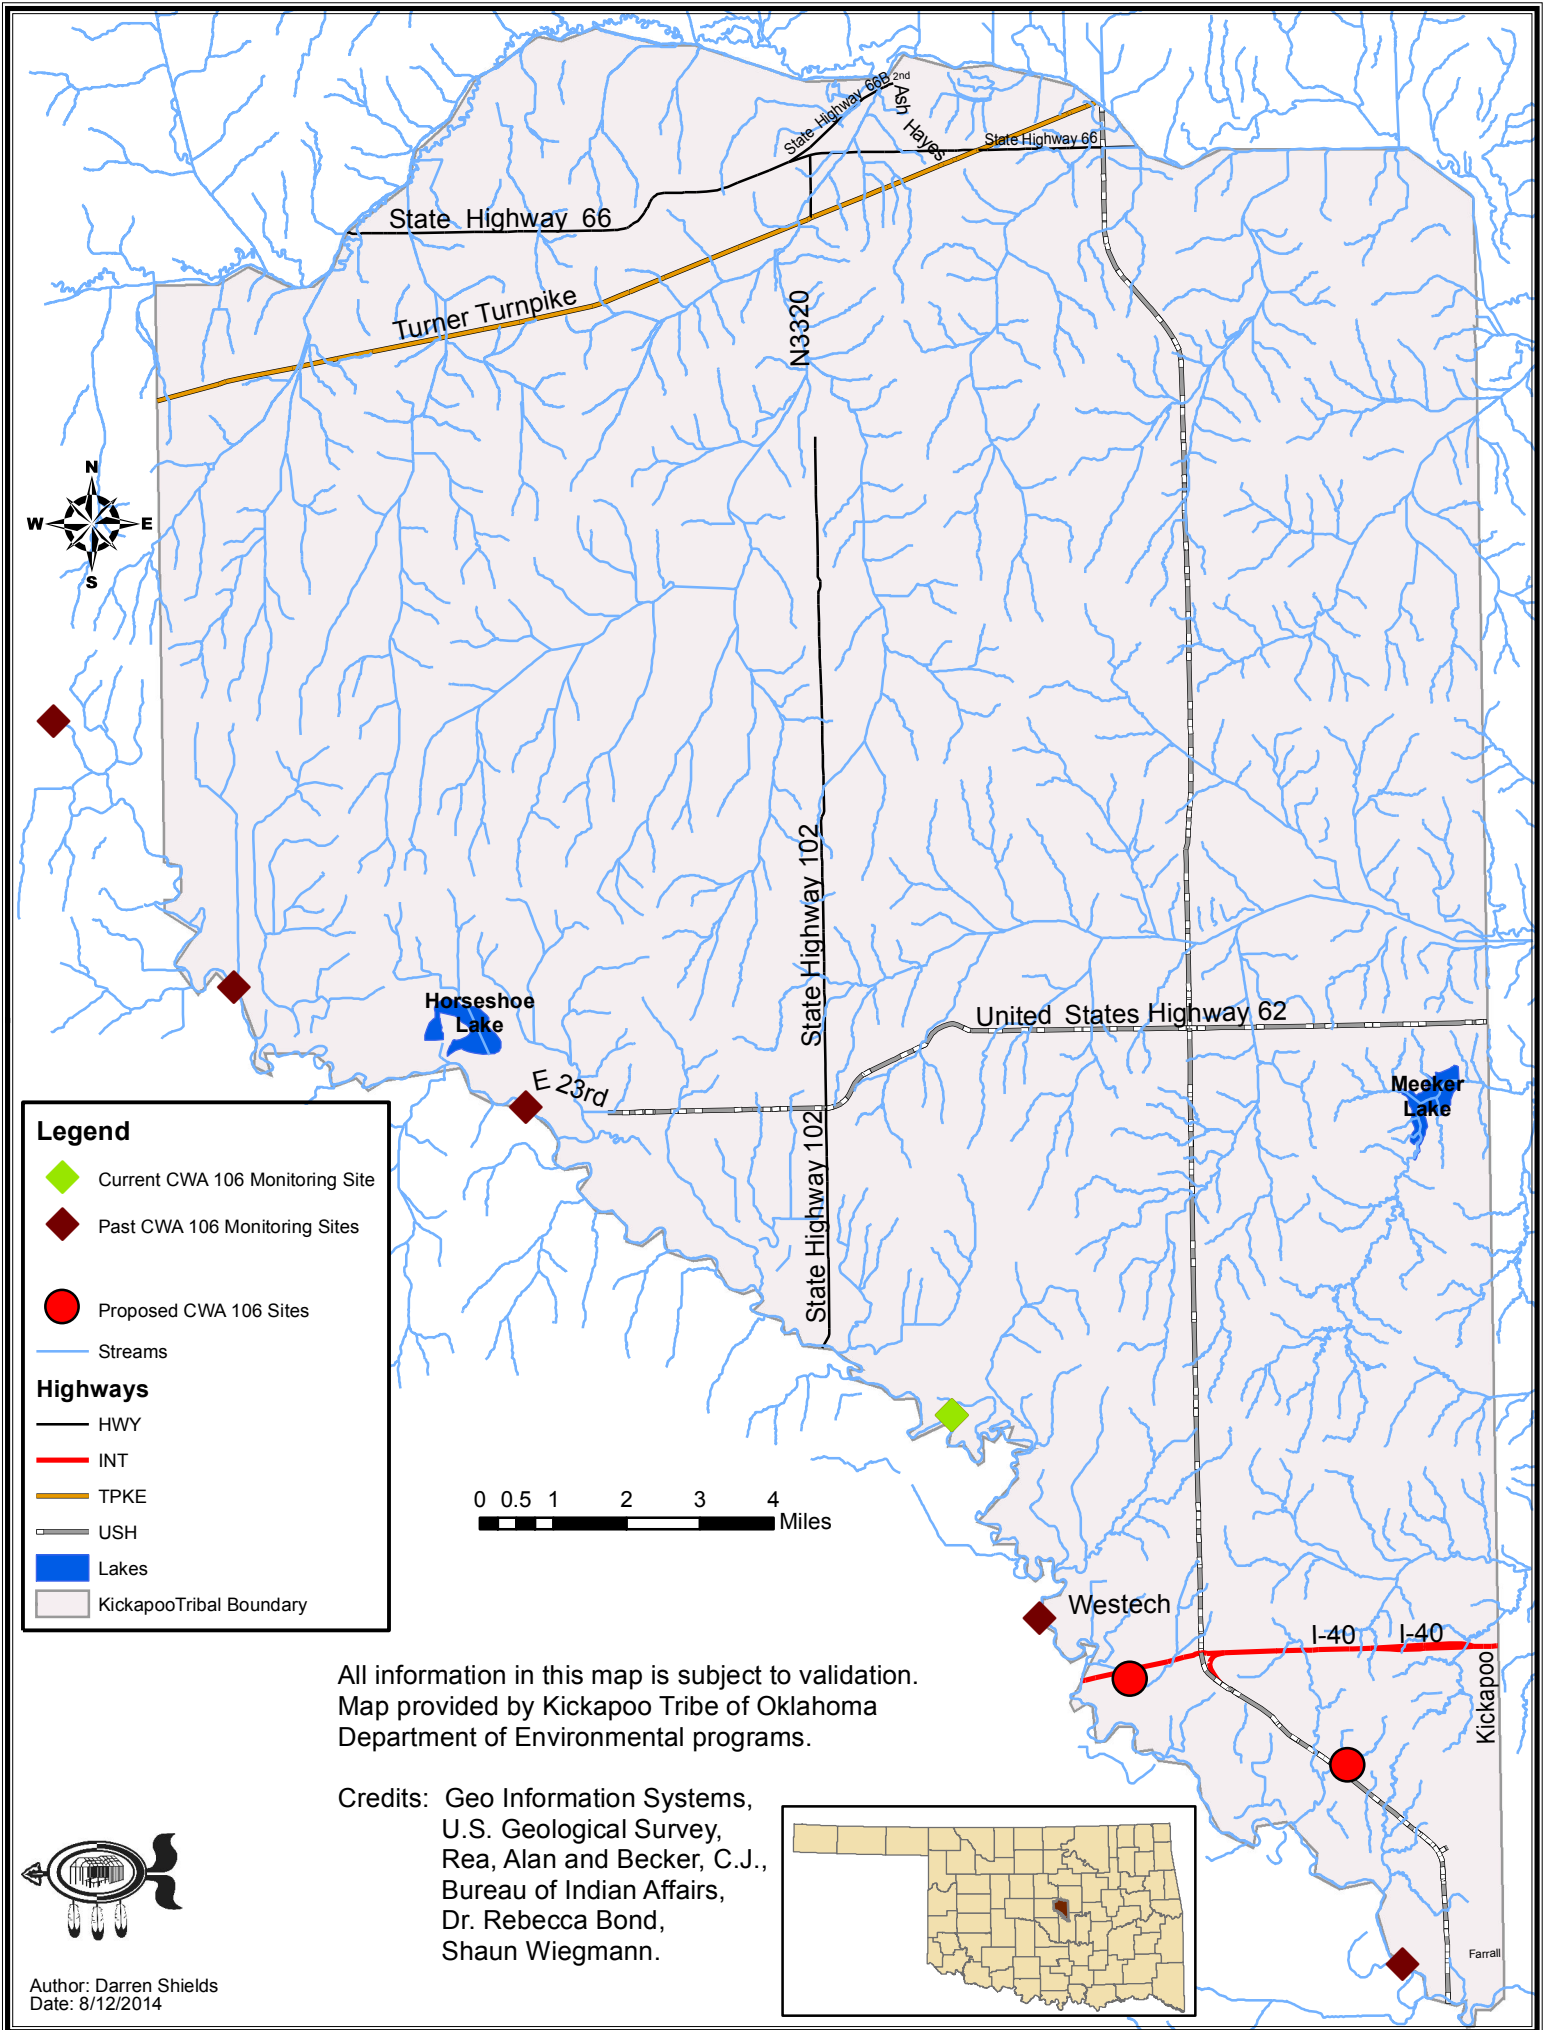 State Highway 66B
2nd
Ash
Hayes
State Highway 66
State Highway 66
Turner Turnpike
N3320
N
W E
S
State Highway 102
Horseshoe
Lake
United States Highway 62
E 23rd
Meeker
Lake
State Highway 102
Legend
Current CWA 106 Monitoring Site
Past CWA 106 Monitoring Sites
Proposed CWA 106 Sites
Streams
Highways
HWY
INT
TPKE
USH
Lakes
KickapooTribal Boundary
0 0.5 1 2 3 4
Miles
Westech
I-40 I-40
Kickapoo
All information in this map is subject to validation.
Map provided by Kickapoo Tribe of Oklahoma
Department of Environmental programs.
Credits: Geo Information Systems,
U.S. Geological Survey,
Rea, Alan and Becker, C.J.,
Bureau of Indian Affairs,
Dr. Rebecca Bond,
Shaun Wiegmann.
Farrall
Author: Darren Shields
Date: 8/12/2014